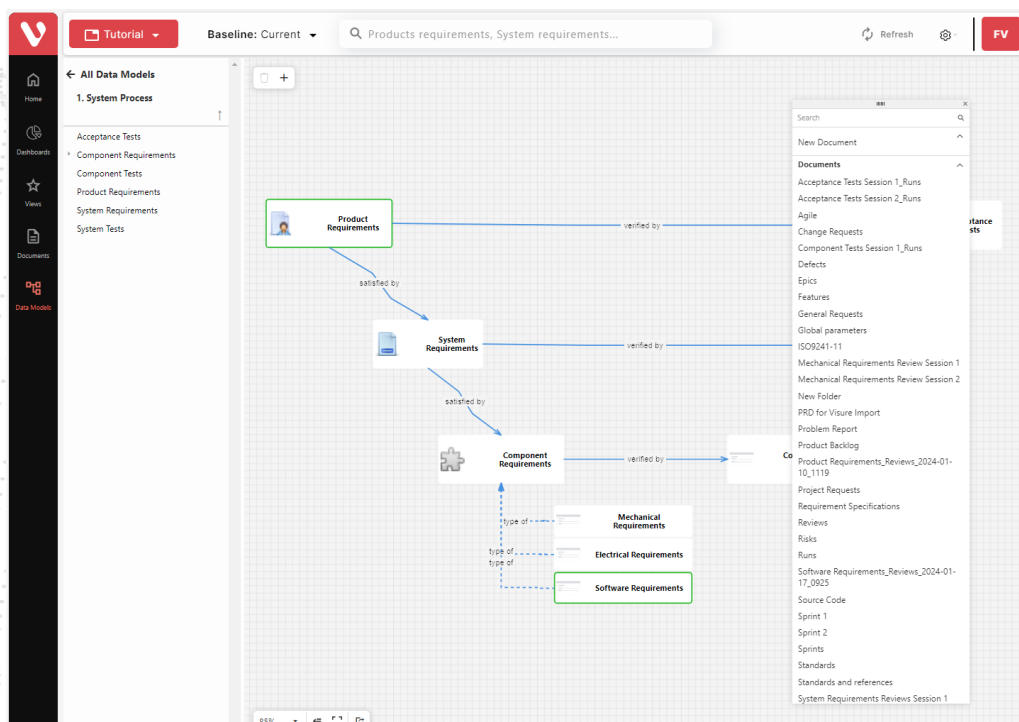 Tutorial
Baseline: Current
Products requirements, System requirements...
Refresh
FV
Home
Dashboards
Views
Documents
Data Models
All Data Models
1. System Process
Acceptance Tests
Component Requirements
Component Tests
Product Requirements
System Requirements
System Tests
Product
Requirements
verified by
satisfied by
System
Requirements
verified by
satisfied by
Component
Requirements
verified by
Co
type of
Mechanical
Requirements
type of
Electrical Requirements
type of
Software Requirements
ptance
sts
Search
New Document
Documents
Acceptance Tests Session 1_Runs
Acceptance Tests Session 2_Runs
Agile
Change Requests
Component Tests Session 1_Runs
Defects
Epics
Features
General Requests
Global parameters
ISO9241-11
Mechanical Requirements Review Session 1
Mechanical Requirements Review Session 2
New Folder
PRD for Visure Import
Problem Report
Product Backlog
Product Requirements_Reviews_2024-01-
10_1119
Project Requests
Requirement Specifications
Reviews
Risks
Runs
Software Requirements_Reviews_2024-01-
17_0925
Source Code
Sprint 1
Sprint 2
Sprints
Standards
Standards and references
System Requirements Reviews Session 1
85%